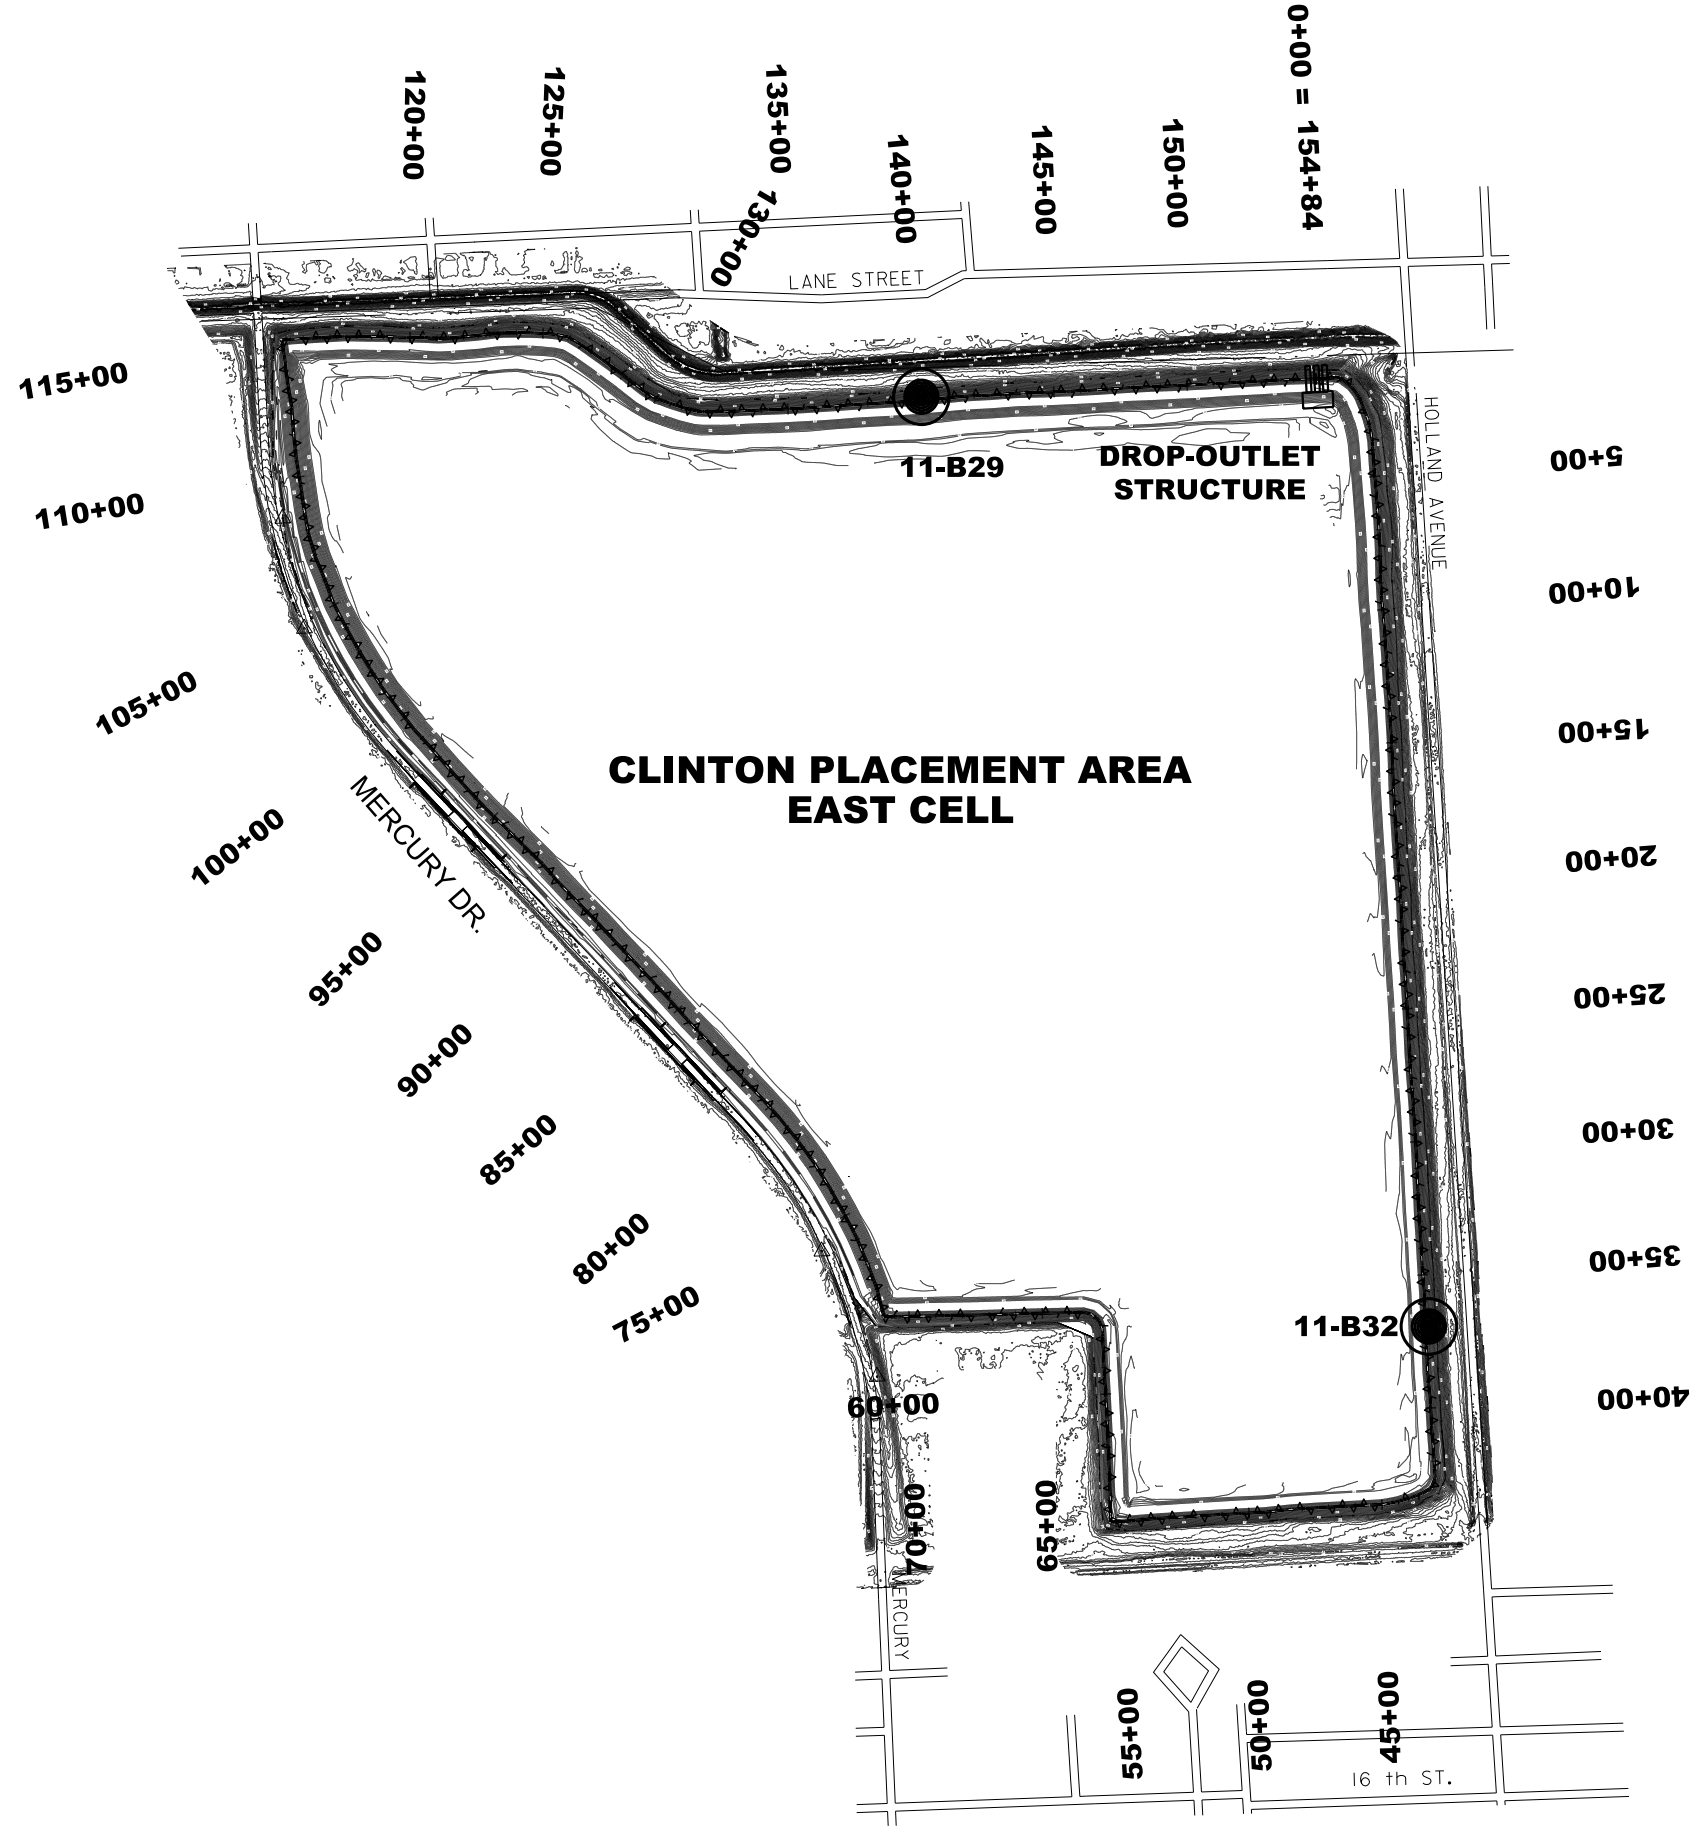 0+00 = 154+84
120+00
125+00
135+00
140+00
145+00
150+00
130+00
LANE STREET
115+00
110+00
105+00
100+00
95+00
90+00
85+00
80+00
75+00
11-B29
DROP-OUTLET
STRUCTURE
HOLLAND AVENUE
5+00
10+00
15+00
20+00
25+00
30+00
35+00
40+00
CLINTON PLACEMENT AREA
EAST CELL
MERCURY DR.
11-B32
60+00
70+00
65+00
MERCURY
55+00
50+00
45+00
16 th ST.